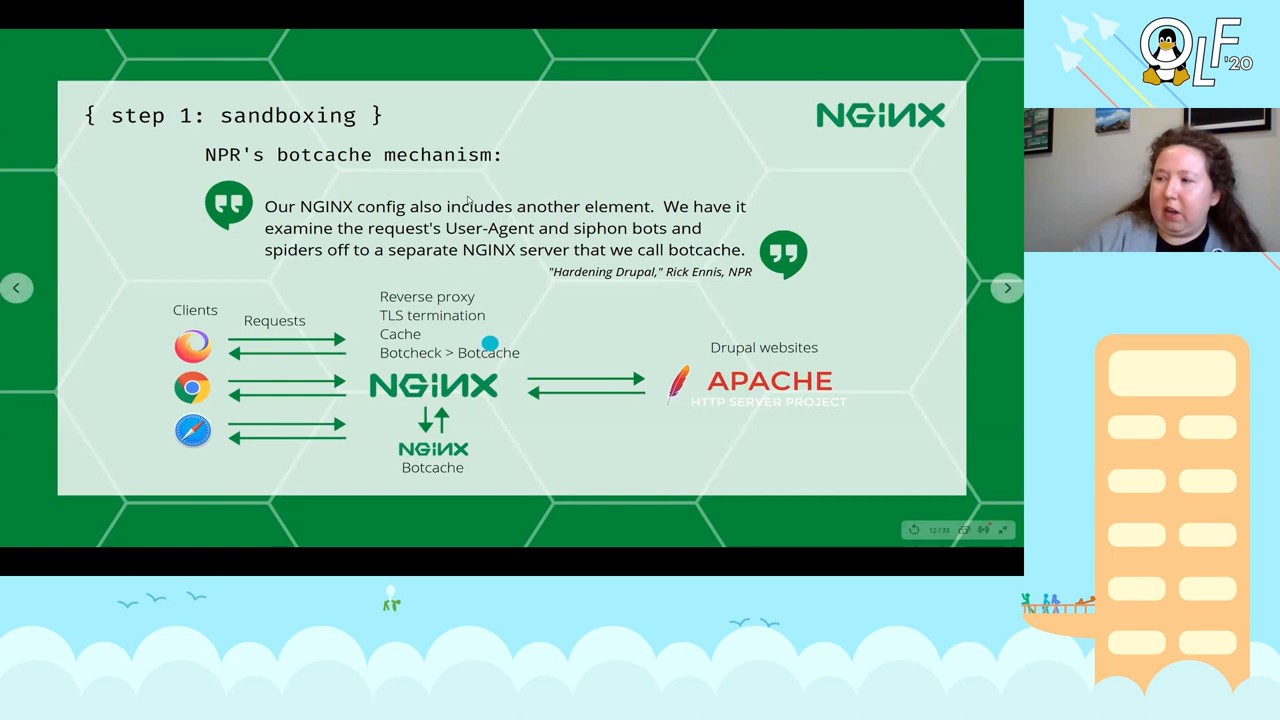 { step 1: sandboxing }
NGINX
NPR's botcache mechanism:
Our NGINX config also includes another element. We have it
examine the request's User-Agent and siphon bots and
spiders off to a separate NGINX server that we call botcache.
"Hardening Drupal," Rick Ennis, NPR
Clients
Requests
Reverse proxy
TLS termination
Cache
Botcheck > Botcache
NGINX
NGINX
Botcache
Drupal websites
APACHE
HTTP SERVER PROJECT
12/33
OLF '20